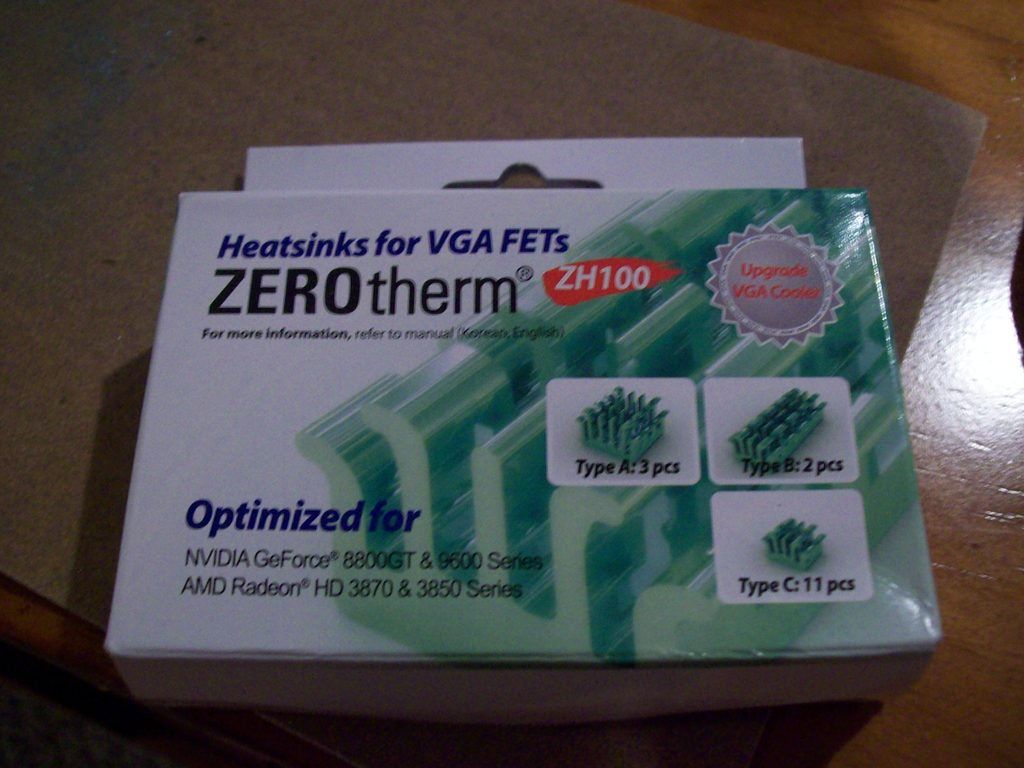 Heatsinks for VGA FETs
ZEROtherm® ZH100
For more information, refer to manual (Korean, English)
Upgrade
VGA Cooler
Type A: 3 pcs
Type B: 2 pcs
Optimized for
NVIDIA GeForce® 8800GT & 9600 Series
AMD Radeon® HD 3870 & 3850 Series
Type C: 11 pcs